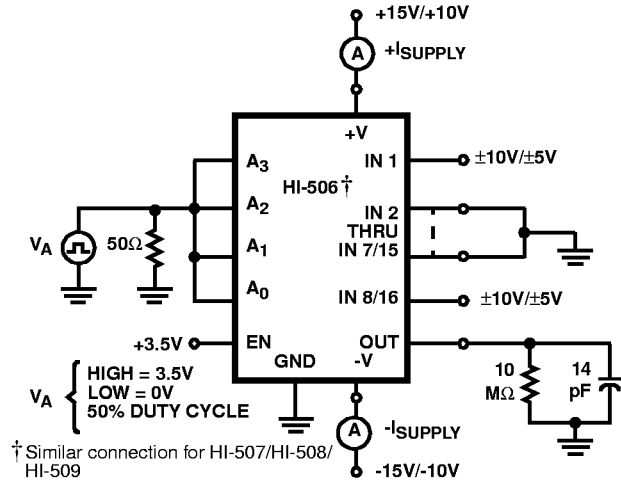 +15V/+10V
A
+ISUPPLY
+V
A3
IN 1
±10V/±5V
HI-506†
A2
IN 2
THRU
VA
50Ω
A1
IN 7/15
A0
IN 8/16
±10V/±5V
+3.5V
EN
OUT
GND
-V
10
MΩ
14
pF
VA
HIGH = 3.5V
LOW = 0V
50% DUTY CYCLE
A
-ISUPPLY
-15V/-10V
†Similar connection for HI-507/HI-508/
HI-509